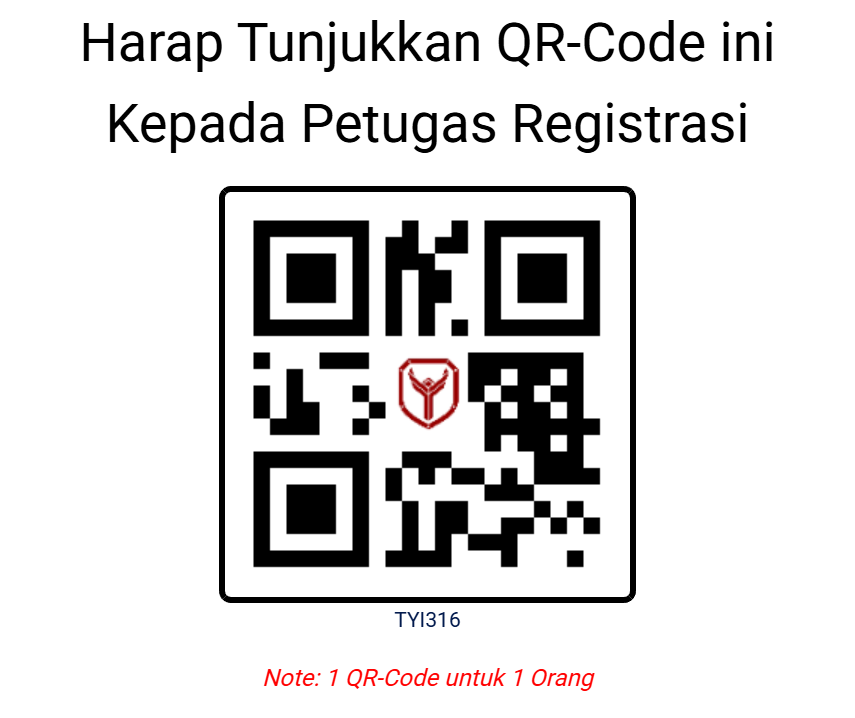 Harap Tunjukkan QR-Code ini
Kepada Petugas Registrasi
TYI316
Note: 1 QR-Code untuk 1 Orang